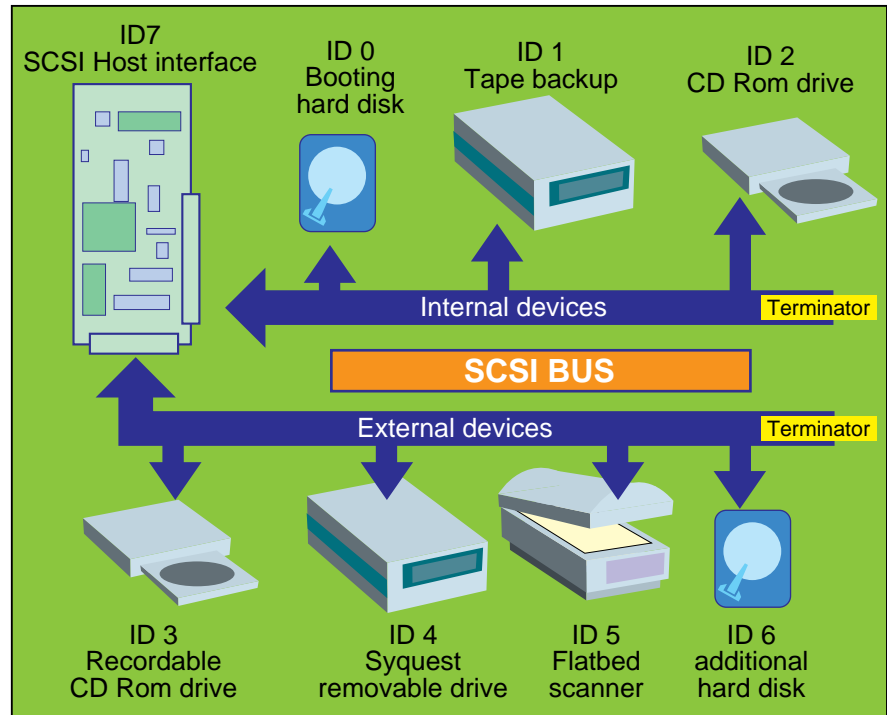 ID7
SCSI Host interface
ID 0
Booting
hard disk
ID 1
Tape backup
ID 2
CD Rom drive
Internal devices
Terminator
SCSI BUS
External devices
Terminator
ID 3
Recordable
CD Rom drive
ID 4
Syquest
removable drive
ID 5
Flatbed
scanner
ID 6
additional
hard disk